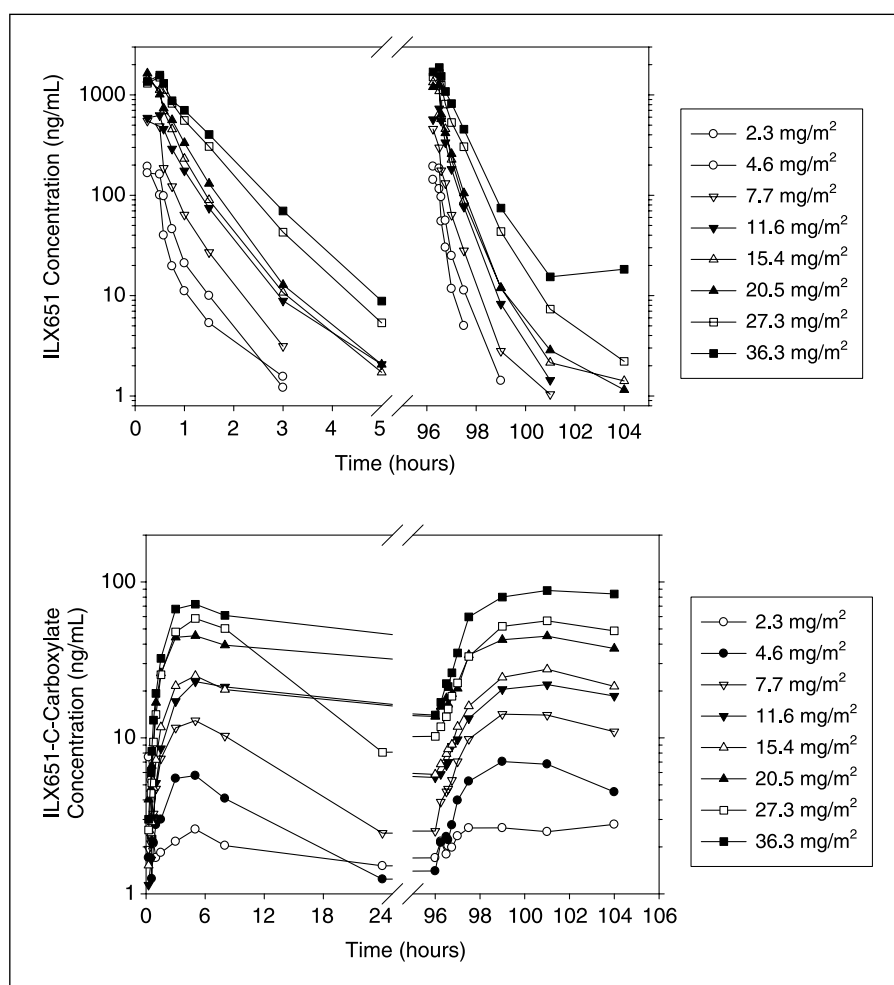 ILX651 Concentration (ng/mL)
1000
100
10
1
0 1 2 3 4 5 96 98 100 102 104
Time (hours)
2.3 mg/m²
4.6 mg/m²
7.7 mg/m²
11.6 mg/m²
15.4 mg/m²
20.5 mg/m²
27.3 mg/m²
36.3 mg/m²
ILX651-C-Carboxylate
Concentration (ng/mL)
100
10
1
0 6 12 18 24 96 98 100 102 104 106
Time (hours)
2.3 mg/m²
4.6 mg/m²
7.7 mg/m²
11.6 mg/m²
15.4 mg/m²
20.5 mg/m²
27.3 mg/m²
36.3 mg/m²